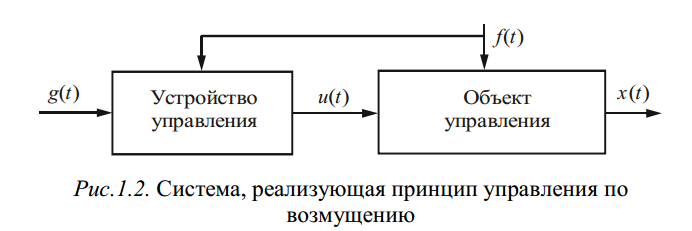 f(t)
g(t)
Устройство
управления
u(t)
Объект
управления
x(t)
Рис.1.2. Система, реализующая принцип управления по
возмущению